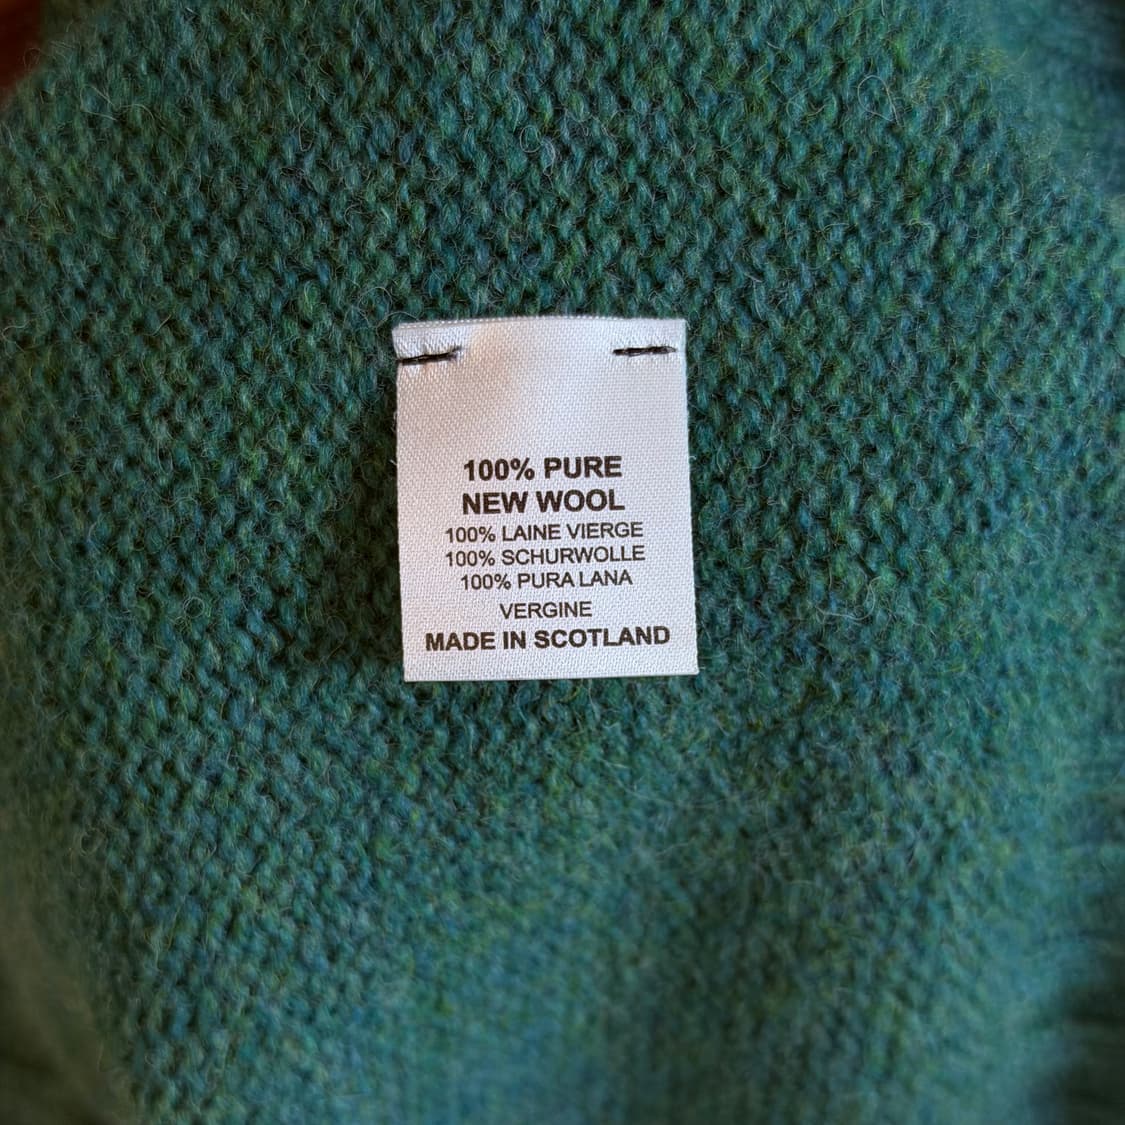 100% PURE
NEW WOOL
100% LAINE VIERGE
100% SCHURWOLLE
100% PURA LANA
VERGINE
MADE IN SCOTLAND